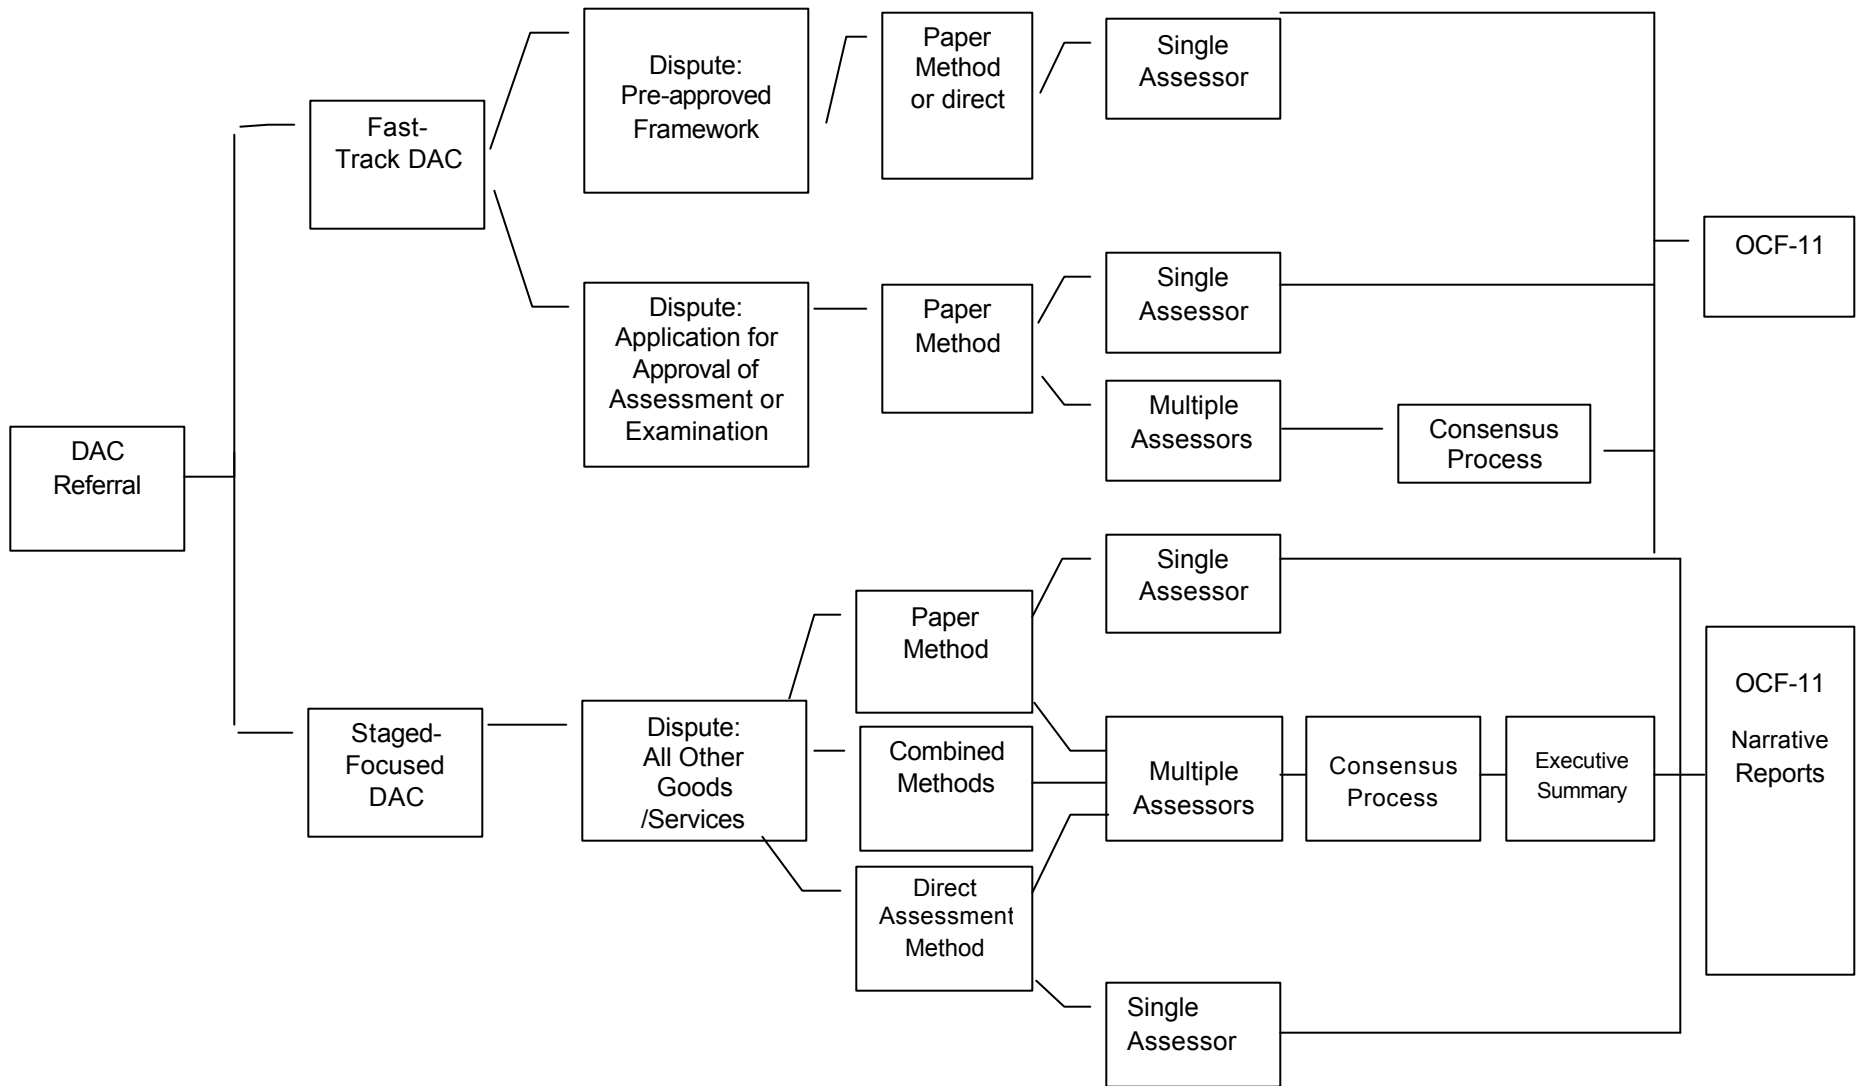 Dispute:
Pre-approved
Framework
Paper
Method
or direct
Single
Assessor
Fast-
Track DAC
OCF-11
Dispute:
Application for
Approval of
Assessment or
Examination
Paper
Method
Single
Assessor
Multiple
Assessors
Consensus
Process
DAC
Referral
Single
Assessor
Paper
Method
Staged-
Focused
DAC
Dispute:
All Other
Goods
/Services
Combined
Methods
Multiple
Assessors
Consensus
Process
Executive
Summary
OCF-11
Narrative
Reports
Direct
Assessment
Method
Single
Assessor